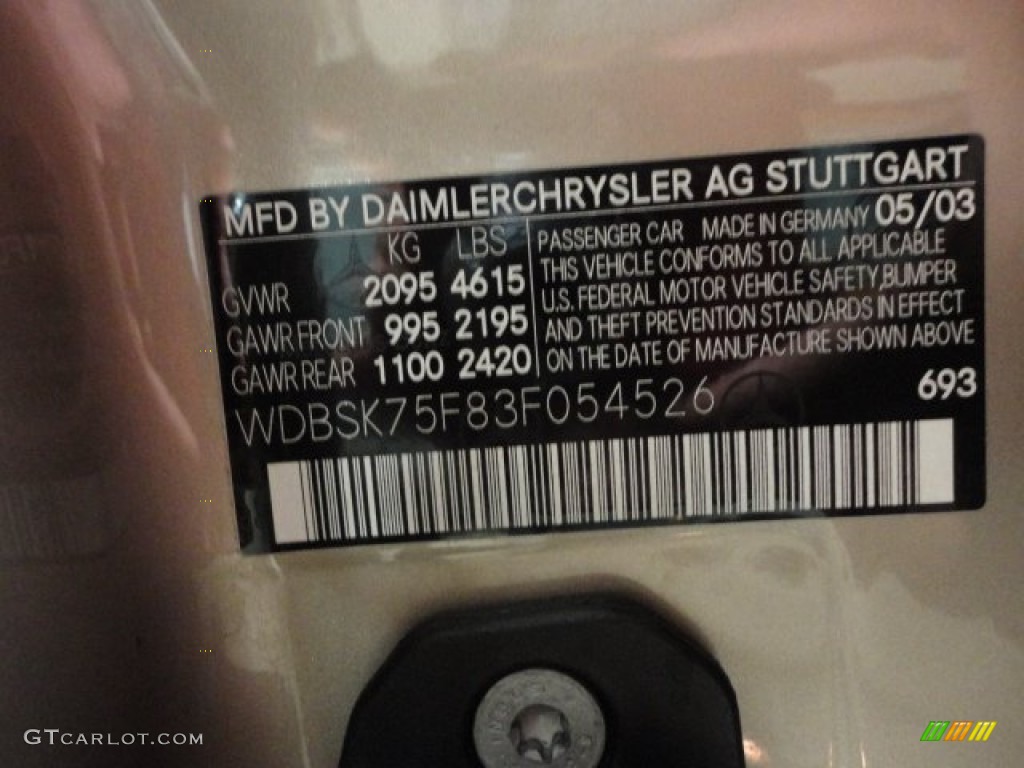 MFD BY DAIMLERCHRYSLER AG STUTTGART
KG LBS
GVWR 2095 4615
GAWR FRONT 995 2195
GAWR REAR 1100 2420
PASSENGER CAR MADE IN GERMANY 05/03
THIS VEHICLE CONFORMS TO ALL APPLICABLE
U.S. FEDERAL MOTOR VEHICLE SAFETY,BUMPER
AND THEFT PREVENTION STANDARDS IN EFFECT
ON THE DATE OF MANUFACTURE SHOWN ABOVE
693
WDBSK75F83F054526
GTCARLOT.COM